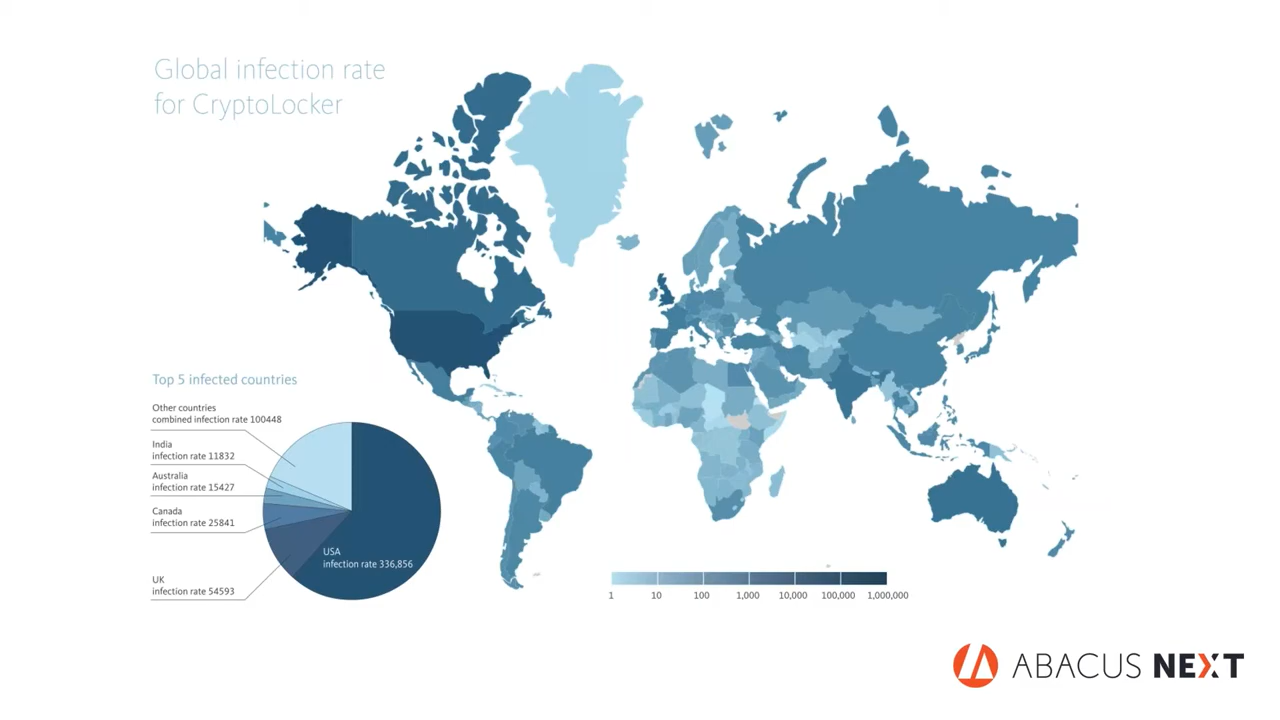 Global infection rate
for CryptoLocker
Top 5 infected countries
Other countries
combined infection rate 100448
India
infection rate 11832
Australia
infection rate 15427
Canada
infection rate 25841
UK
infection rate 54593
USA
infection rate 336,856
1 10 100 1,000 10,000 100,000 1,000,000
ABACUS NEXT